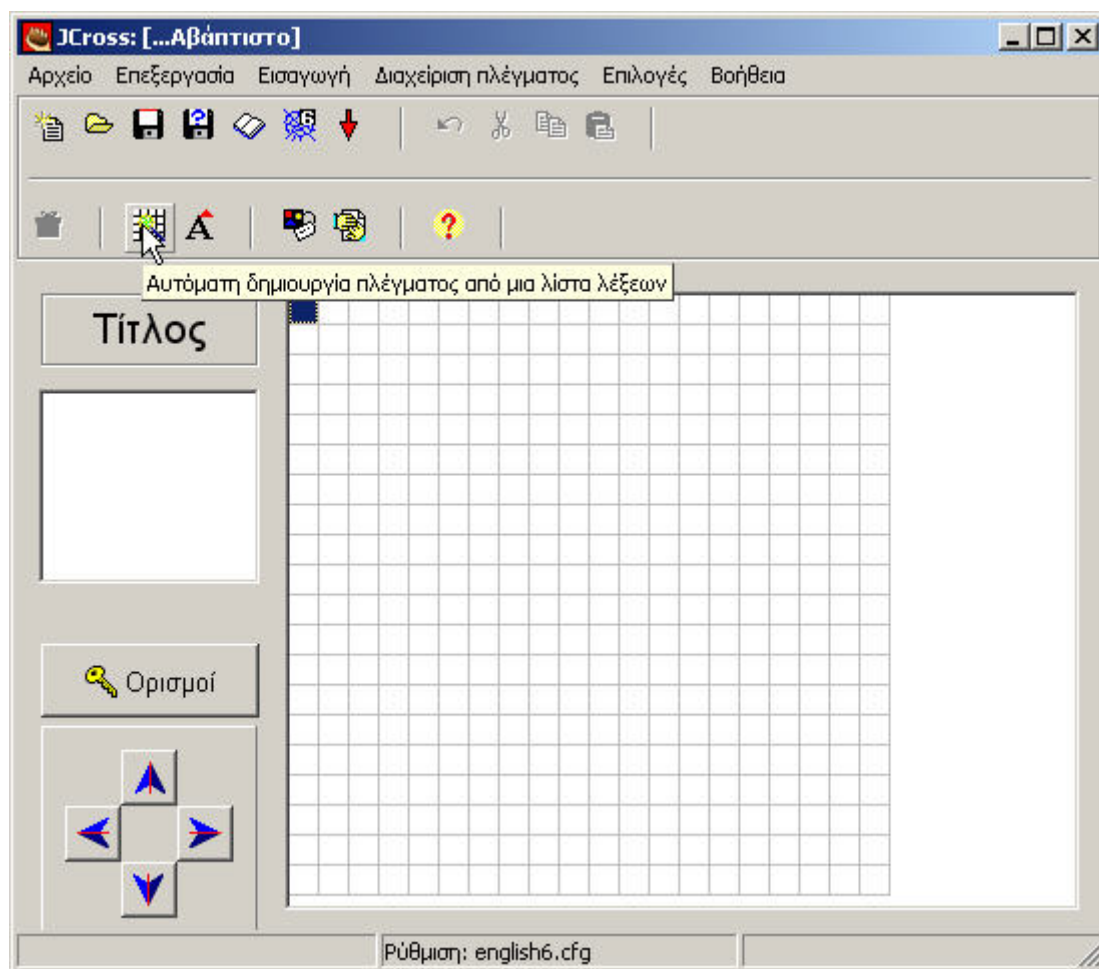 JCross: [...Αβάπτιστο]
Αρχείο Επεξεργασία Εισαγωγή Διαχείριση πλέγματος Επιλογές Βοήθεια
Αυτόματη δημιουργία πλέγματος από μια λίστα λέξεων
Τίτλος
Ορισμοί
Ρύθμιση: english6.cfg